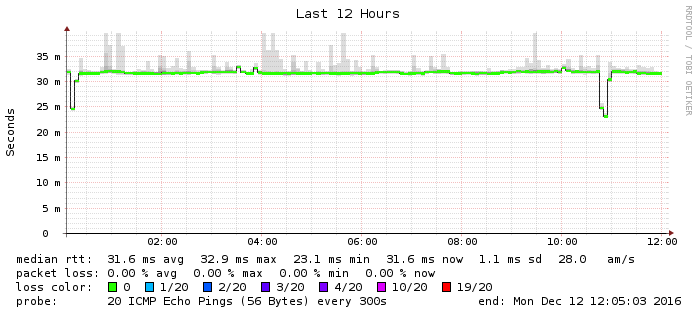 Last 12 Hours
RRDTOOL / TOBI OETIKER
Seconds
35 m
30 m
25 m
20 m
15 m
10 m
5 m
0
02:00 04:00 06:00 08:00 10:00 12:00
median rtt: 31.6 ms avg 32.9 ms max 23.1 ms min 31.6 ms now 1.1 ms sd 28.0 am/s
packet loss: 0.00 % avg 0.00 % max 0.00 % min 0.00 % now
loss color: 0 1/20 2/20 3/20 4/20 10/20 19/20
probe: 20 ICMP Echo Pings (56 Bytes) every 300s end: Mon Dec 12 12:05:03 2016